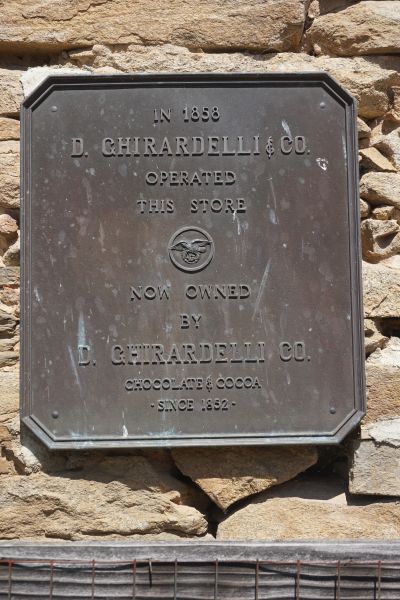 IN 1858
D. GHIRARDELLI & CO.
OPERATED
THIS STORE
NOW OWNED
BY
D. GHIRARDELLI CO.
CHOCOLATE & COCOA
- SINCE 1852 -